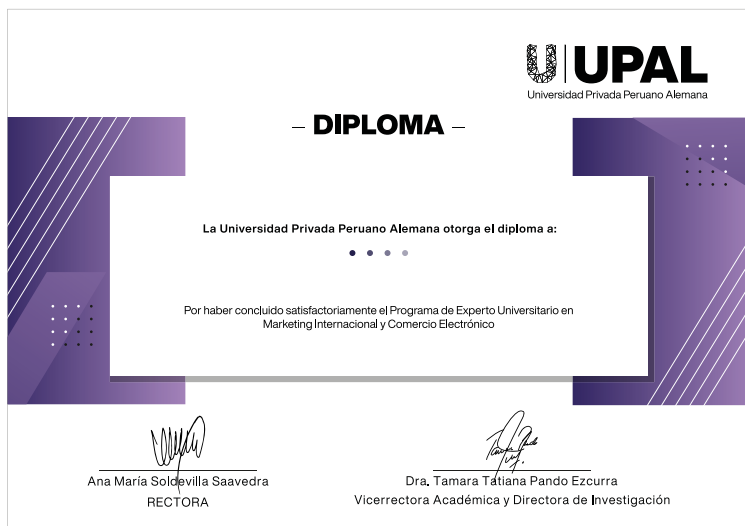 UPAL
Universidad Privada Peruano Alemana
– DIPLOMA –
La Universidad Privada Peruano Alemana otorga el diploma a:
Por haber concluido satisfactoriamente el Programa de Experto Universitario en
Marketing Internacional y Comercio Electrónico
Ana María Soldevilla Saavedra
RECTORA
Dra. Tamara Tatiana Pando Ezcurra
Vicerrectora Académica y Directora de Investigación